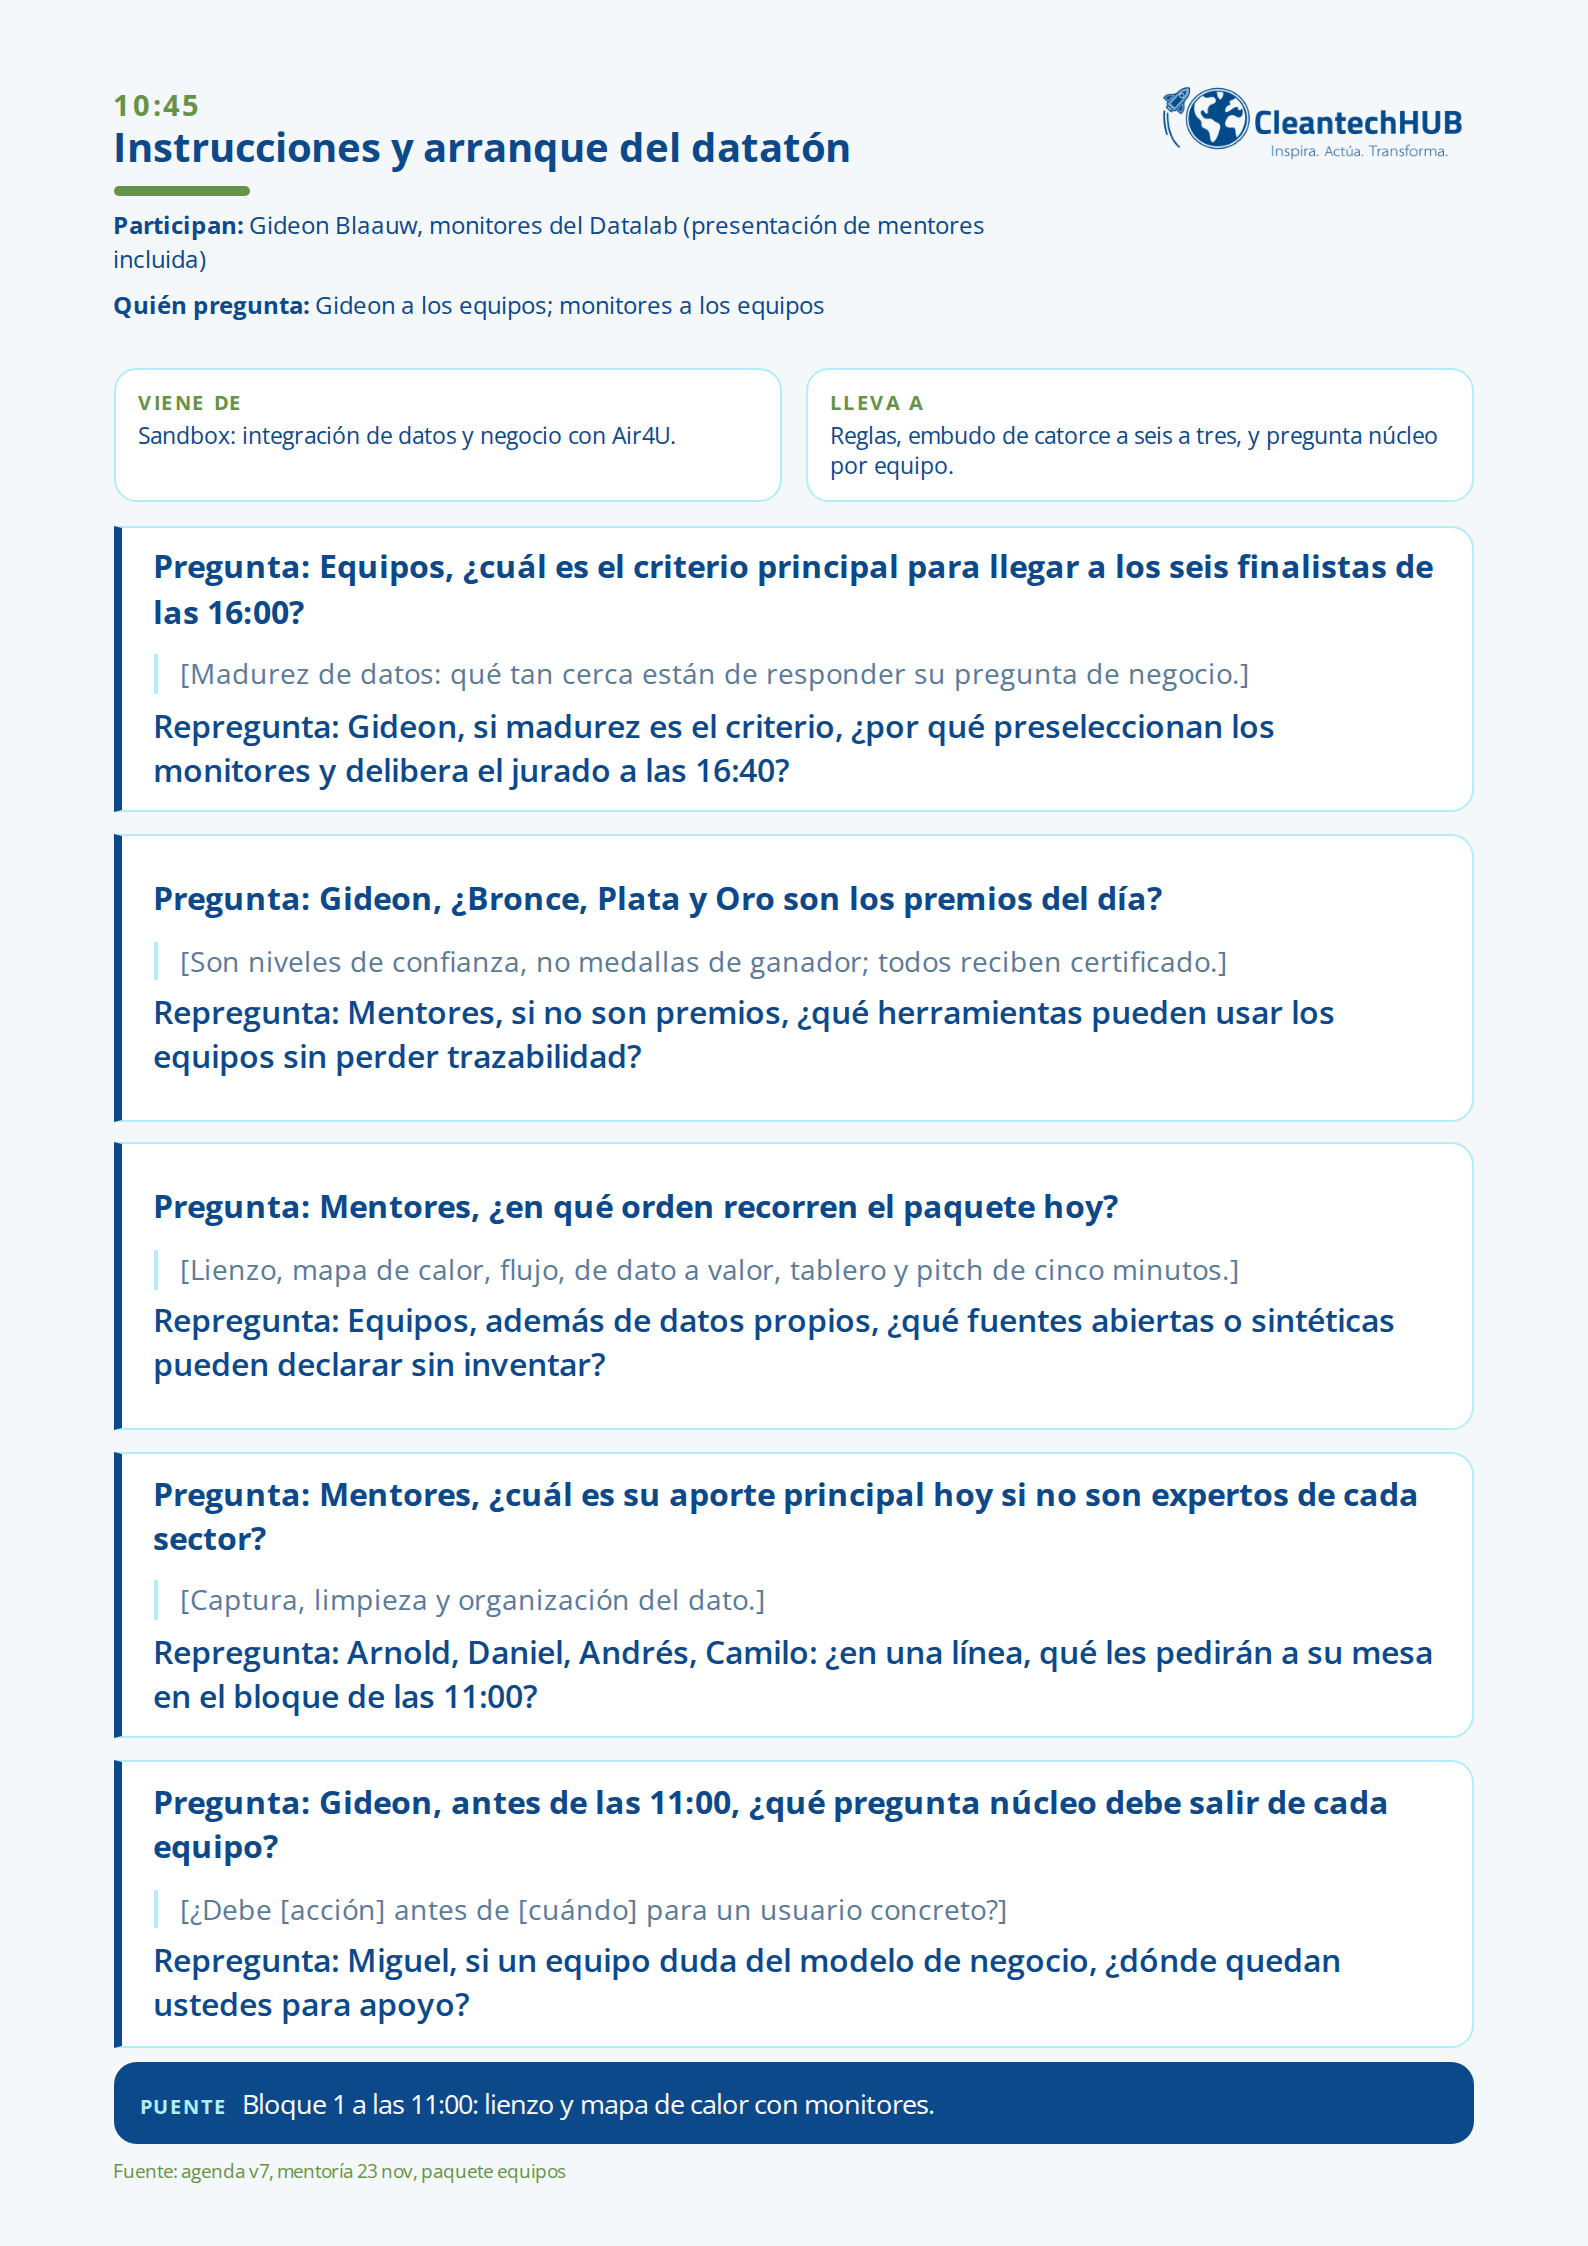 10:45
Instrucciones y arranque del datatón
CleantechHUB
Inspira. Actúa. Transforma.
Participan: Gideon Blaauw, monitores del Datalab (presentación de mentores
incluida)
Quién pregunta: Gideon a los equipos; monitores a los equipos
VIENE DE
Sandbox: integración de datos y negocio con Air4U.
LLEVA A
Reglas, embudo de catorce a seis a tres, y pregunta núcleo
por equipo.
Pregunta: Equipos, ¿cuál es el criterio principal para llegar a los seis finalistas de
las 16:00?
[Madurez de datos: qué tan cerca están de responder su pregunta de negocio.]
Repregunta: Gideon, si madurez es el criterio, ¿por qué preseleccionan los
monitores y delibera el jurado a las 16:40?
Pregunta: Gideon, ¿Bronce, Plata y Oro son los premios del día?
[Son niveles de confianza, no medallas de ganador; todos reciben certificado.]
Repregunta: Mentores, si no son premios, ¿qué herramientas pueden usar los
equipos sin perder trazabilidad?
Pregunta: Mentores, ¿en qué orden recorren el paquete hoy?
[Lienzo, mapa de calor, flujo, de dato a valor, tablero y pitch de cinco minutos.]
Repregunta: Equipos, además de datos propios, ¿qué fuentes abiertas o sintéticas
pueden declarar sin inventar?
Pregunta: Mentores, ¿cuál es su aporte principal hoy si no son expertos de cada
sector?
[Captura, limpieza y organización del dato.]
Repregunta: Arnold, Daniel, Andrés, Camilo: ¿en una línea, qué les pedirán a su mesa
en el bloque de las 11:00?
Pregunta: Gideon, antes de las 11:00, ¿qué pregunta núcleo debe salir de cada
equipo?
[¿Debe [acción] antes de [cuándo] para un usuario concreto?]
Repregunta: Miguel, si un equipo duda del modelo de negocio, ¿dónde quedan
ustedes para apoyo?
PUENTE Bloque 1 a las 11:00: lienzo y mapa de calor con monitores.
Fuente: agenda v7, mentoría 23 nov, paquete equipos